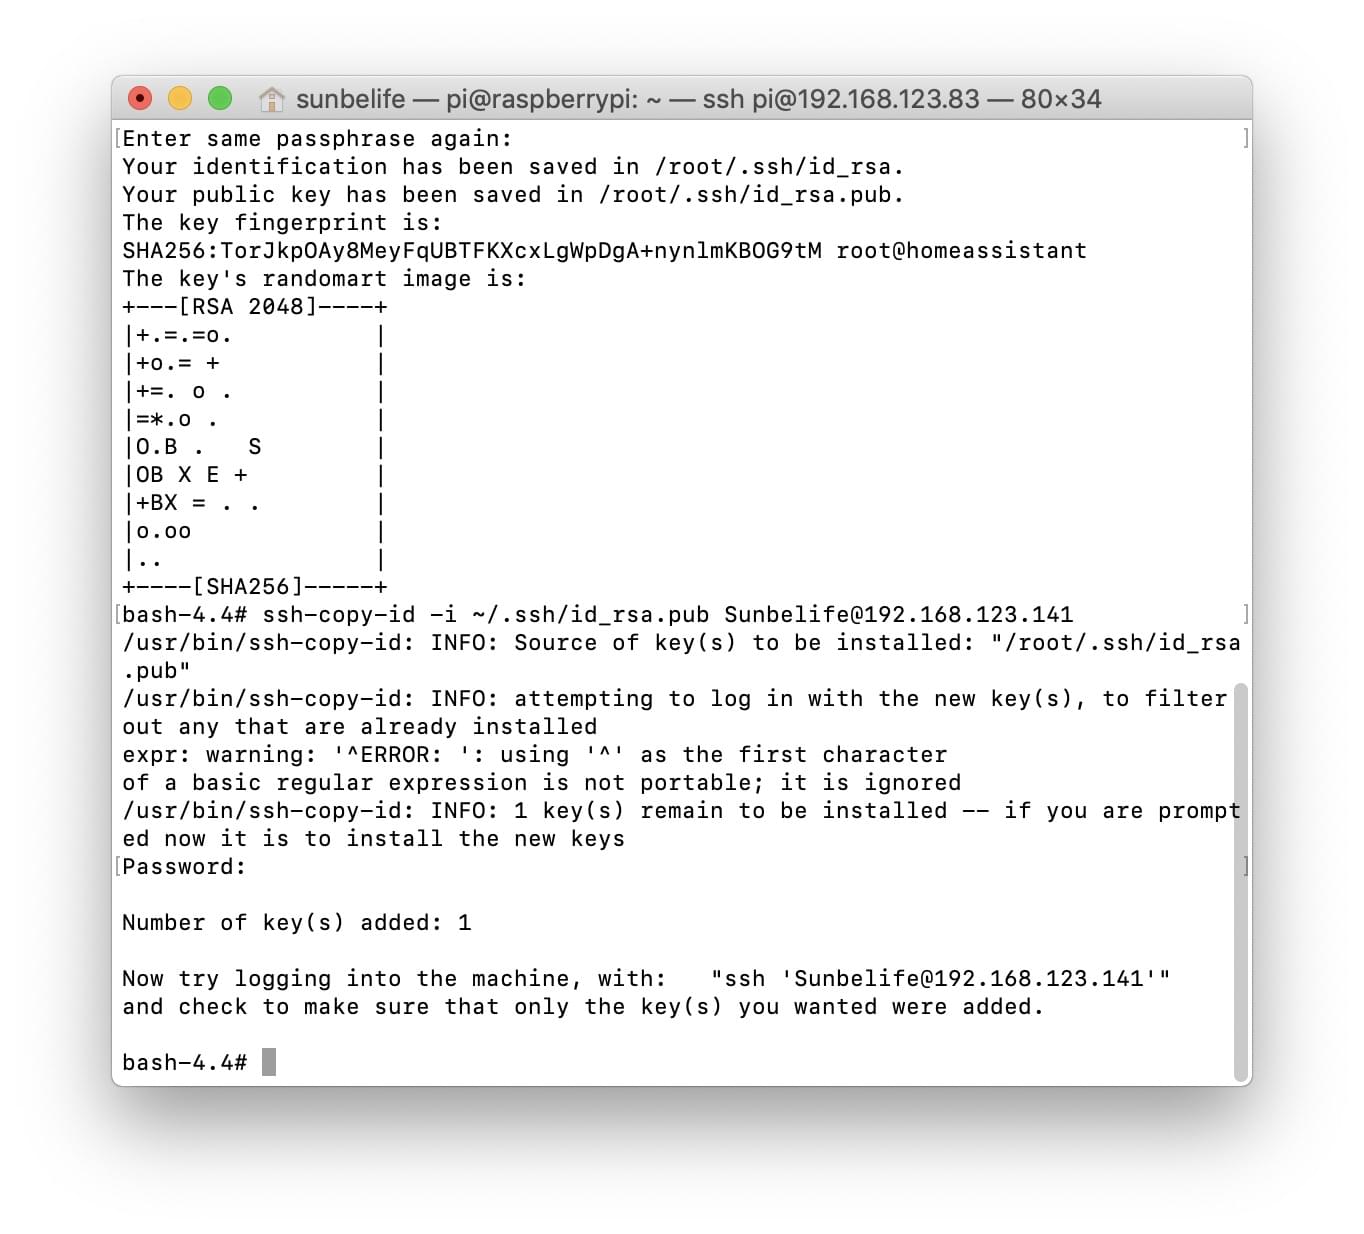 sunbelife — pi@raspberrypi: ~ — ssh pi@192.168.123.83 — 80×34
[Enter same passphrase again: ]
Your identification has been saved in /root/.ssh/id_rsa.
Your public key has been saved in /root/.ssh/id_rsa.pub.
The key fingerprint is:
SHA256:TorJkpOAy8MeyFqUBTFKXcxLgWpDgA+nynlmKBOG9tM root@homeassistant
The key's randomart image is:
+---[RSA 2048]----+
|+.=.=o.          |
|+o.= +           |
|+=. o .          |
|=*.o .           |
|O.B .   S        |
|OB X E +         |
|+BX = . .        |
|o.oo             |
|..               |
+----[SHA256]-----+
[bash-4.4# ssh-copy-id -i ~/.ssh/id_rsa.pub Sunbelife@192.168.123.141 ]
/usr/bin/ssh-copy-id: INFO: Source of key(s) to be installed: "/root/.ssh/id_rsa
.pub"
/usr/bin/ssh-copy-id: INFO: attempting to log in with the new key(s), to filter
out any that are already installed
expr: warning: '^ERROR: ': using '^' as the first character
of a basic regular expression is not portable; it is ignored
/usr/bin/ssh-copy-id: INFO: 1 key(s) remain to be installed -- if you are prompt
ed now it is to install the new keys
[Password: ]
Number of key(s) added: 1
Now try logging into the machine, with:   "ssh 'Sunbelife@192.168.123.141'"
and check to make sure that only the key(s) you wanted were added.
bash-4.4#